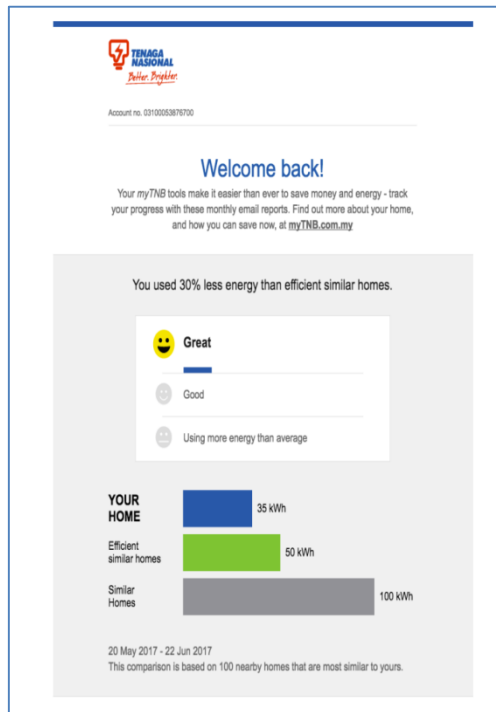 TENAGA
NASIONAL
Better. Brighter.
Account no. 03100053876700
Welcome back!
Your myTNB tools make it easier than ever to save money and energy - track
your progress with these monthly email reports. Find out more about your home,
and how you can save now, at myTNB.com.my
You used 30% less energy than efficient similar homes.
Great
Good
Using more energy than average
YOUR
HOME
35 kWh
Efficient
similar homes
50 kWh
Similar
Homes
100 kWh
20 May 2017 - 22 Jun 2017
This comparison is based on 100 nearby homes that are most similar to yours.